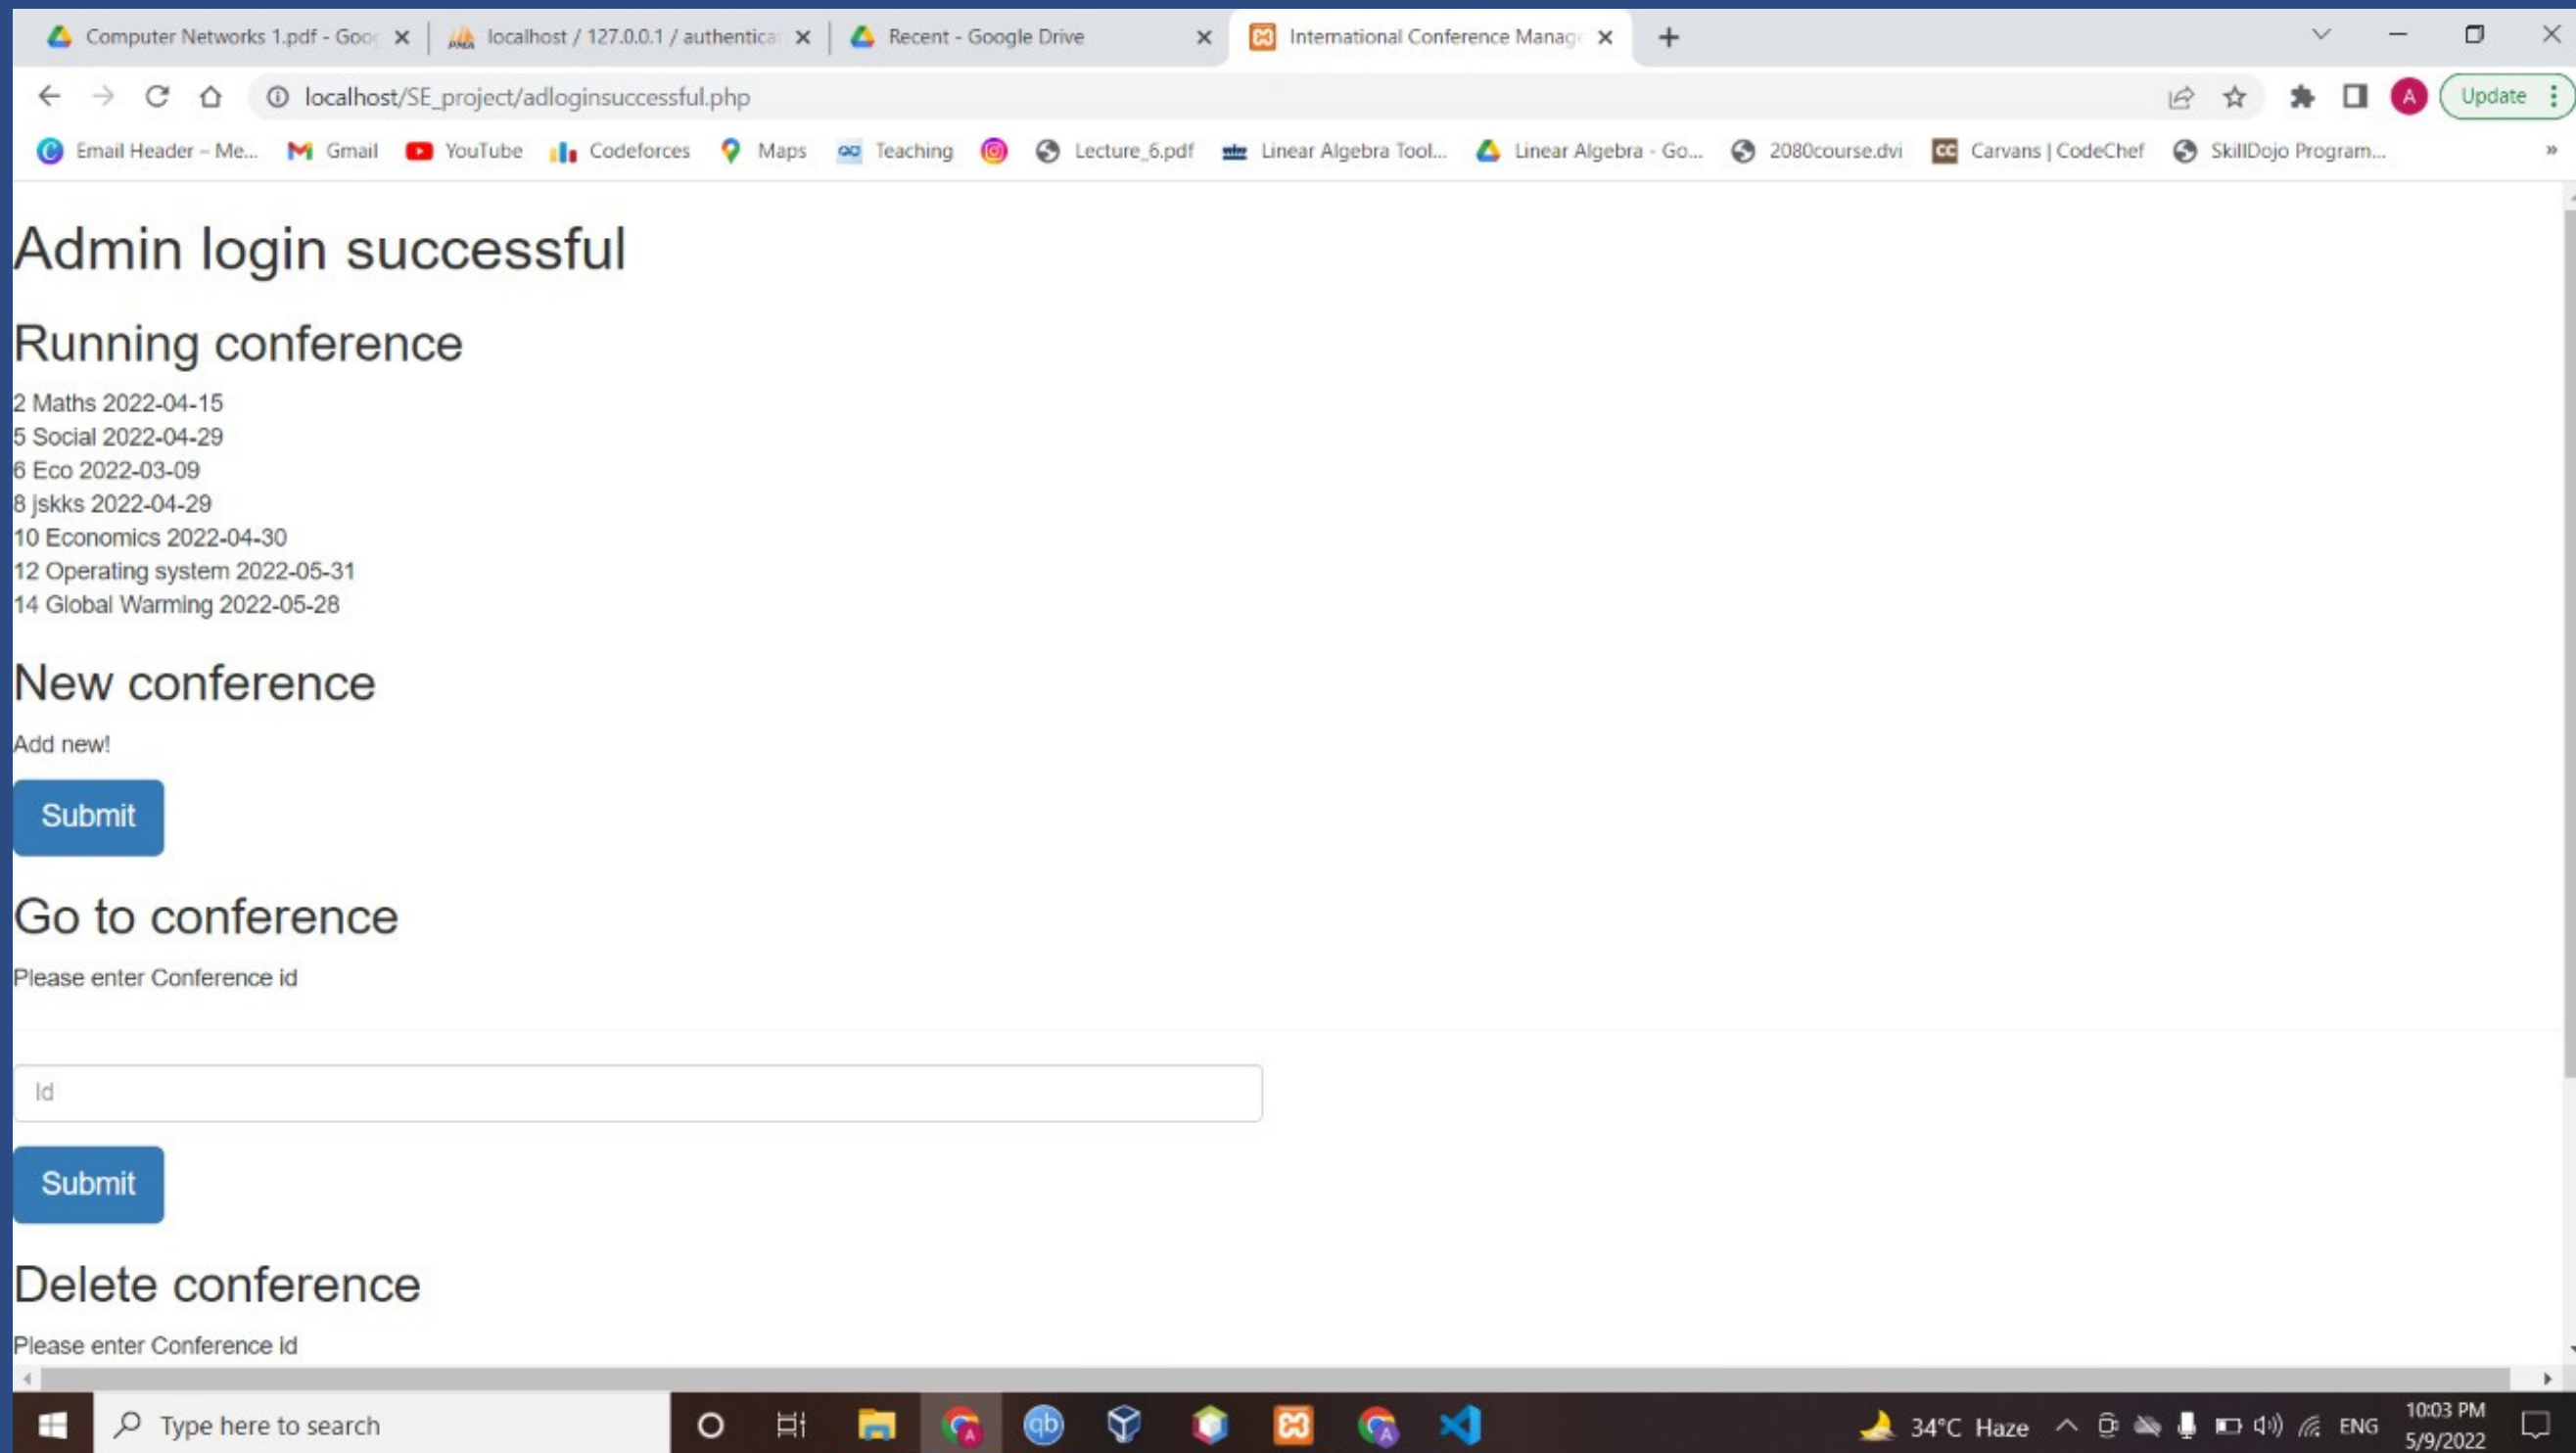 Computer Networks 1.pdf - Goo
localhost / 127.0.0.1 / authentica
Recent - Google Drive
International Conference Manage
localhost/SE_project/adloginsuccessful.php
A
Update
Email Header – Me...
Gmail
YouTube
Codeforces
Maps
Teaching
Lecture_6.pdf
Linear Algebra Tool...
Linear Algebra - Go...
2080course.dvi
CC
Carvans | CodeChef
SkillDojo Program...
»
Admin login successful
Running conference
2 Maths 2022-04-15
5 Social 2022-04-29
6 Eco 2022-03-09
8 jskks 2022-04-29
10 Economics 2022-04-30
12 Operating system 2022-05-31
14 Global Warming 2022-05-28
New conference
Add new!
Submit
Go to conference
Please enter Conference id
Id
Submit
Delete conference
Please enter Conference id
Type here to search
qb
34°C Haze
ENG
10:03 PM
5/9/2022